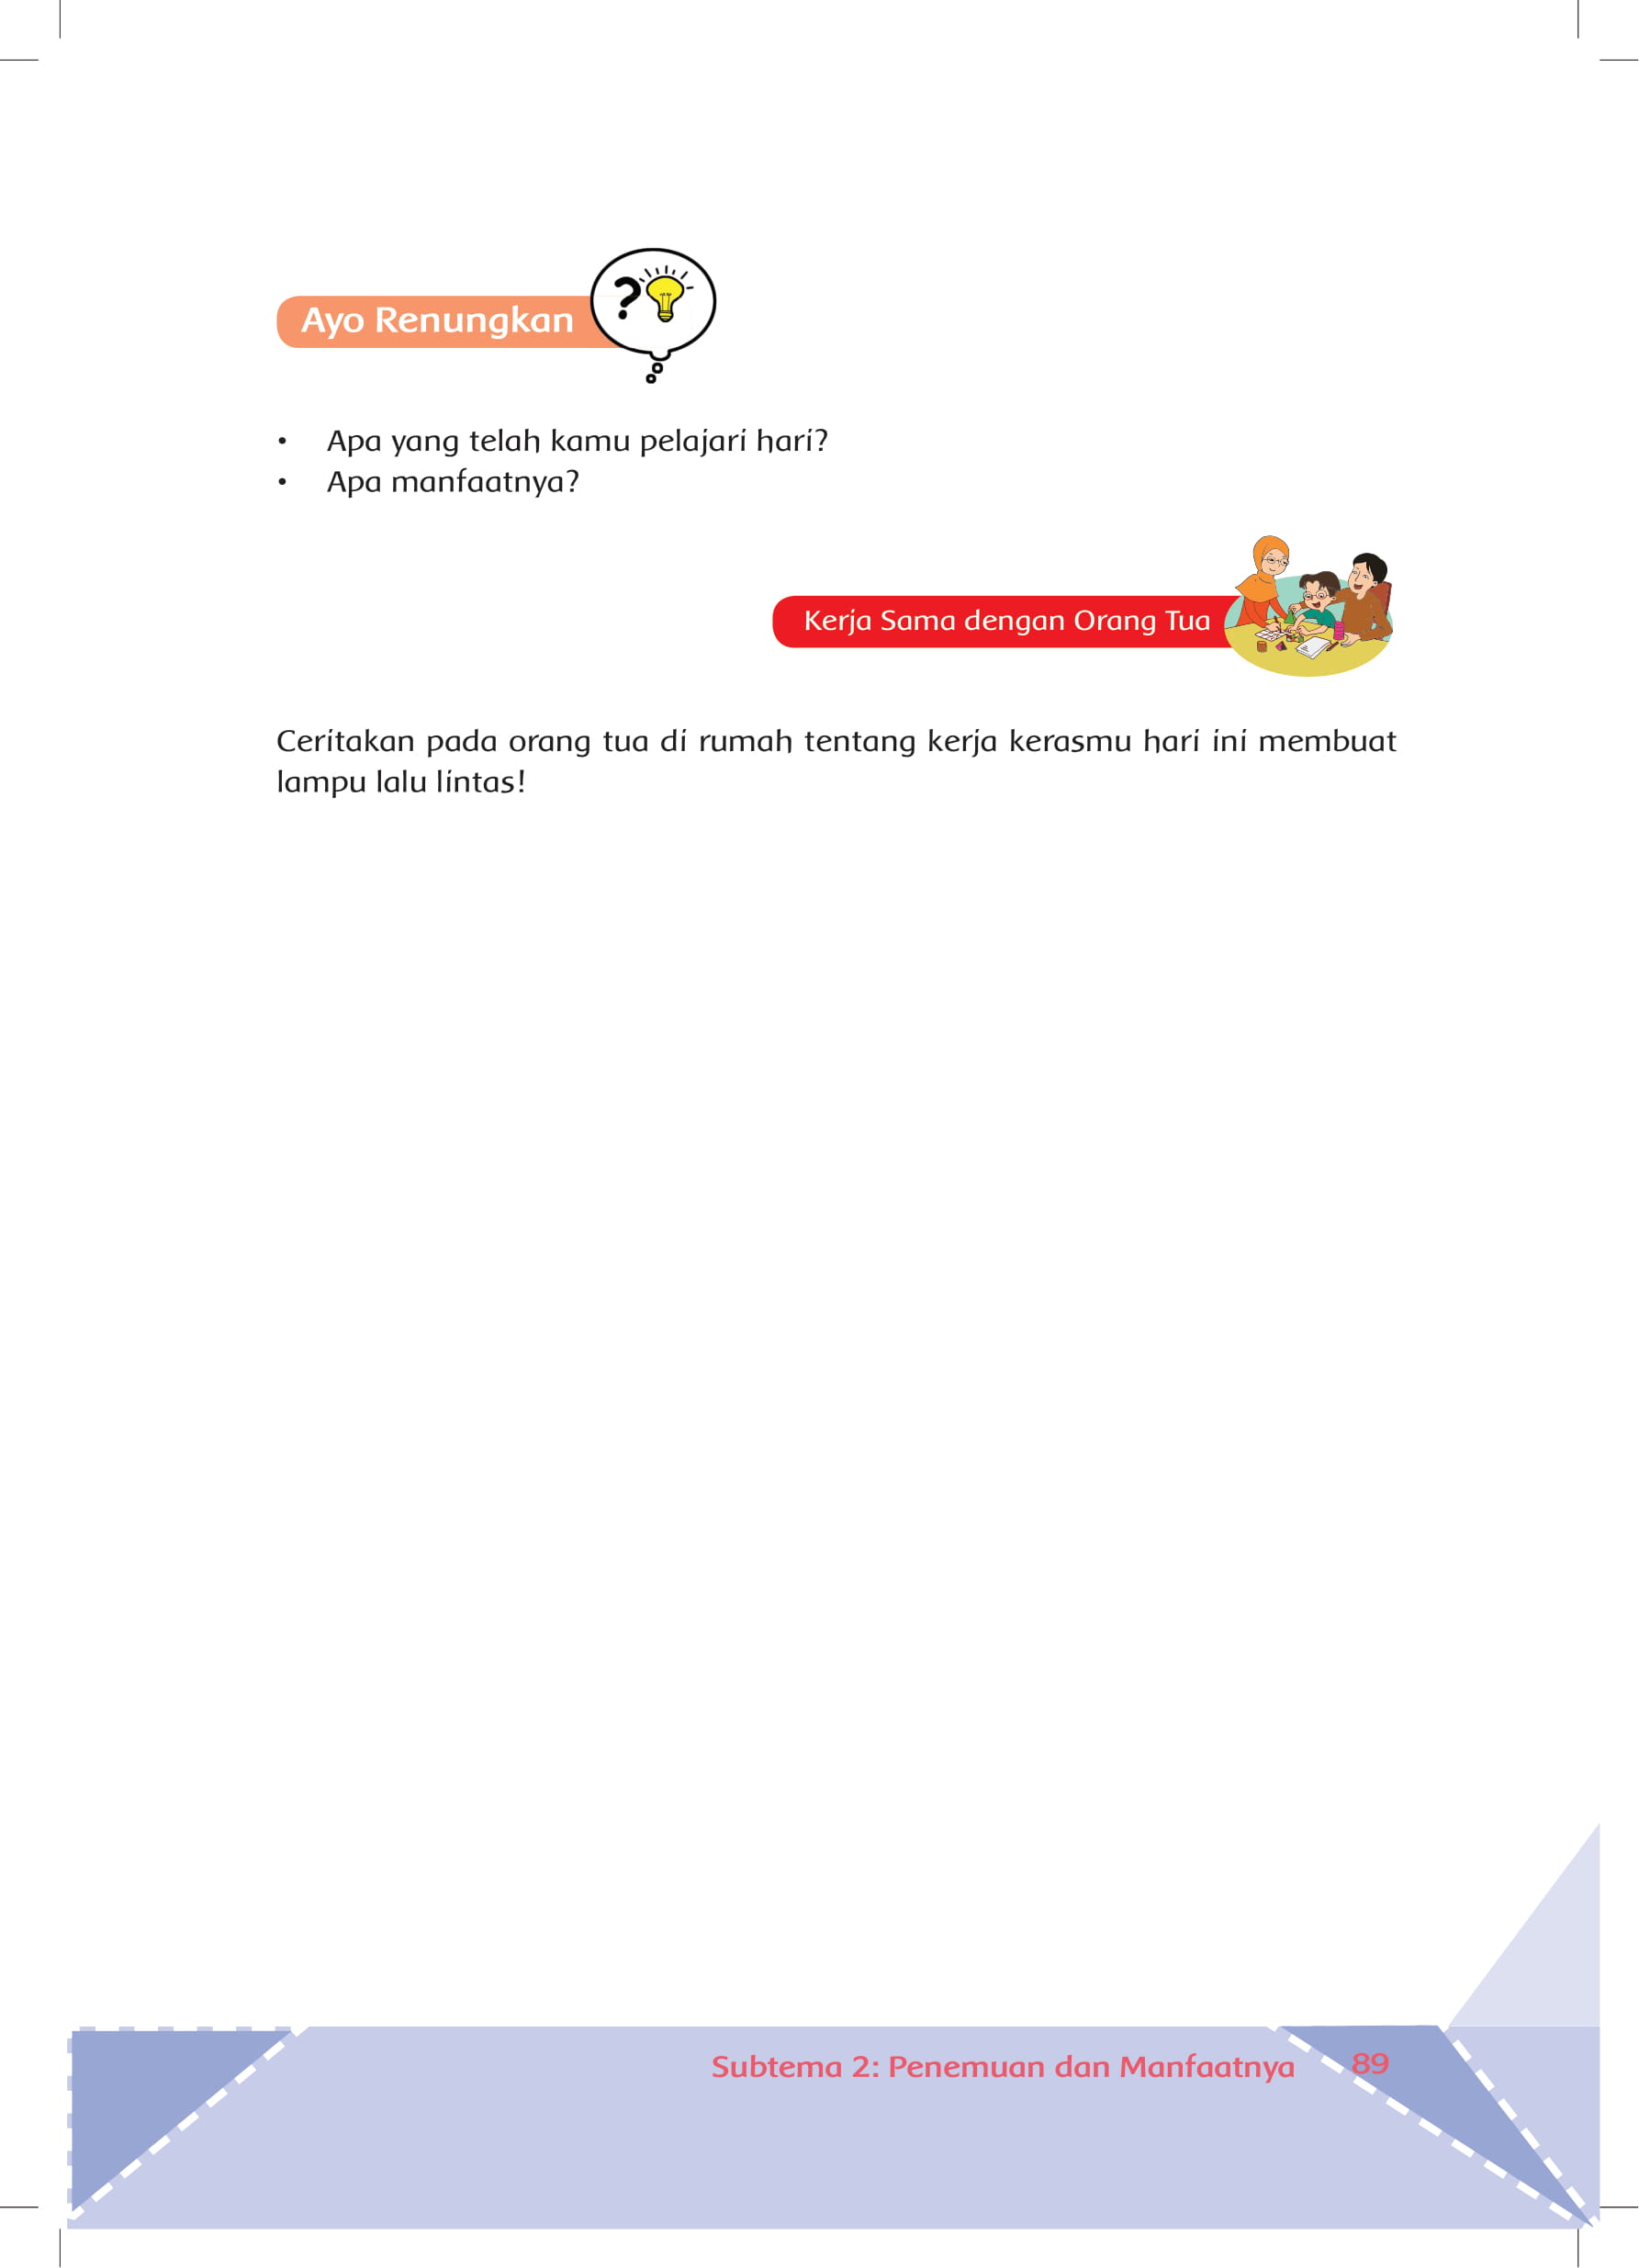 Ayo Renungkan
• Apa yang telah kamu pelajari hari?
• Apa manfaatnya?
Kerja Sama dengan Orang Tua
Ceritakan pada orang tua di rumah tentang kerja kerasmu hari ini membuat
lampu lalu lintas!
Subtema 2: Penemuan dan Manfaatnya 89